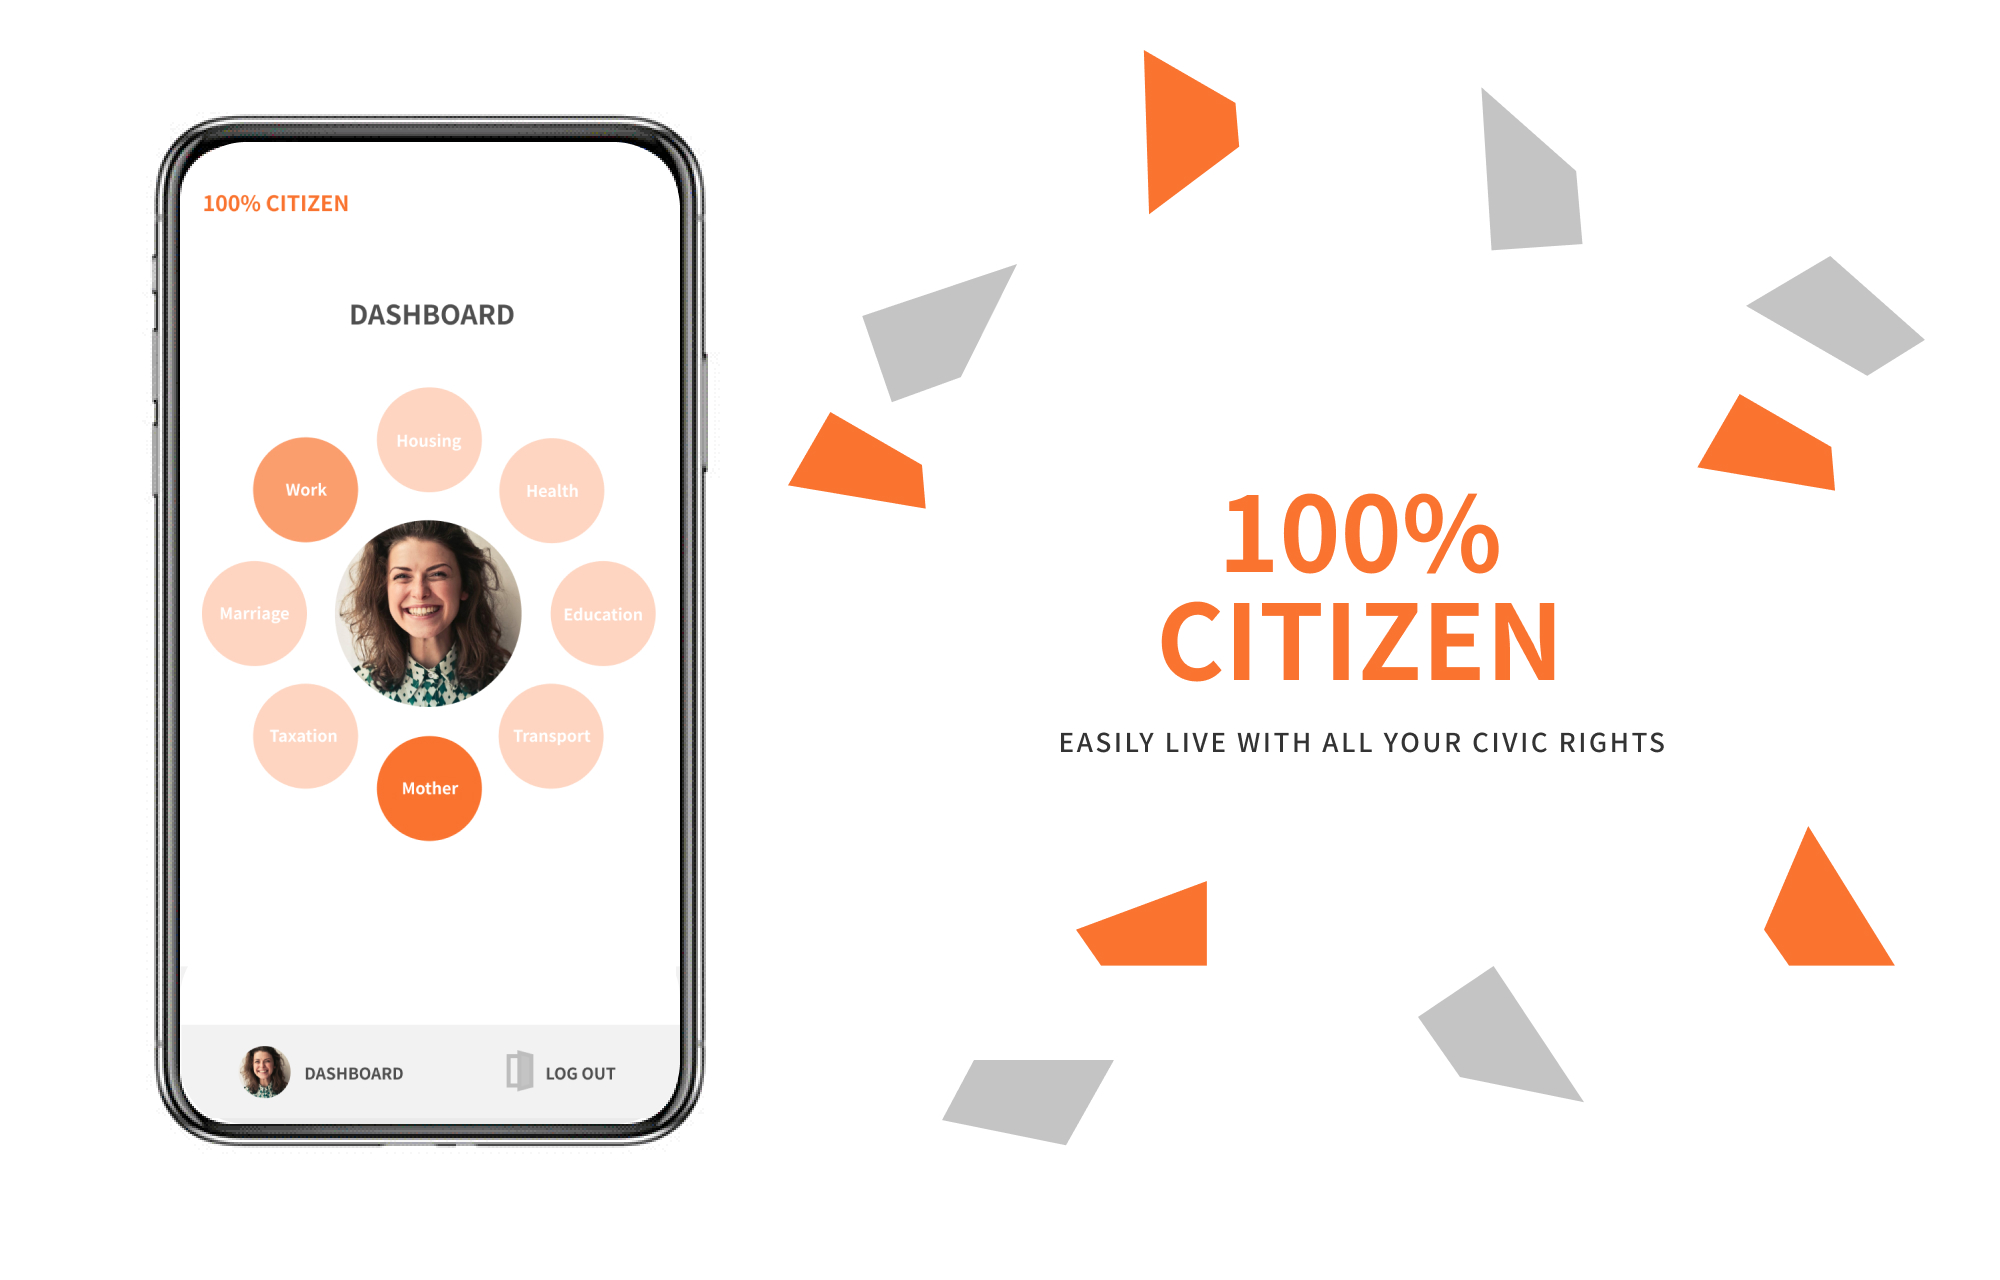 100% CITIZEN
DASHBOARD
Housing
Work
Health
Marriage
Education
Taxation
Transport
Mother
DASHBOARD
LOG OUT
100%
CITIZEN
EASILY LIVE WITH ALL YOUR CIVIC RIGHTS